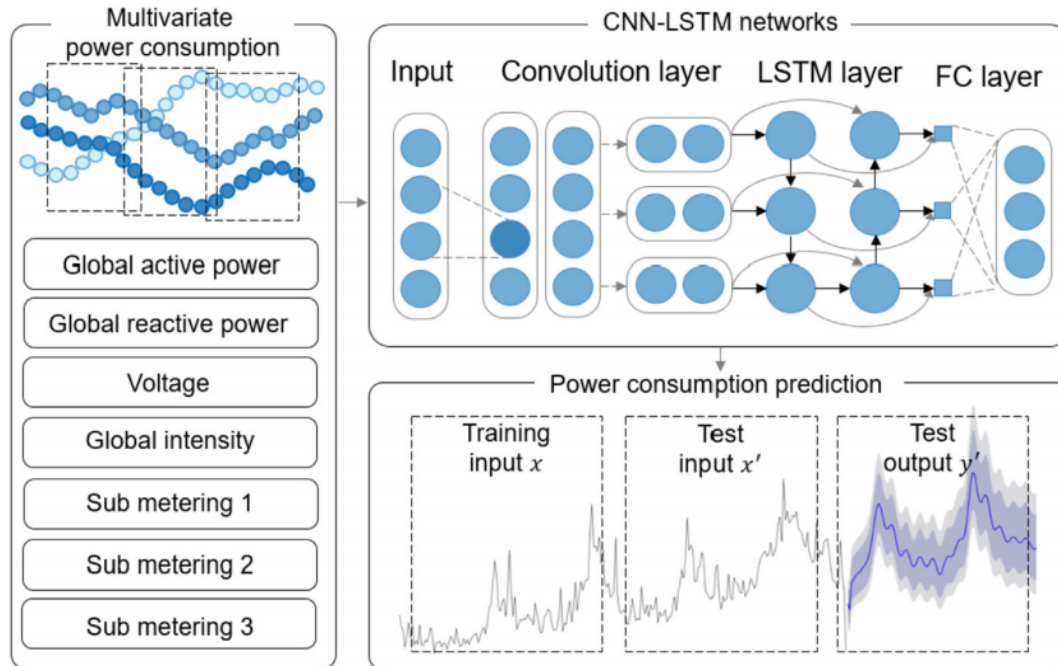 Multivariate
power consumption
Global active power
Global reactive power
Voltage
Global intensity
Sub metering 1
Sub metering 2
Sub metering 3
CNN-LSTM networks
Input
Convolution layer
LSTM layer
FC layer
Power consumption prediction
Training
input x
Test
input x′
Test
output y′